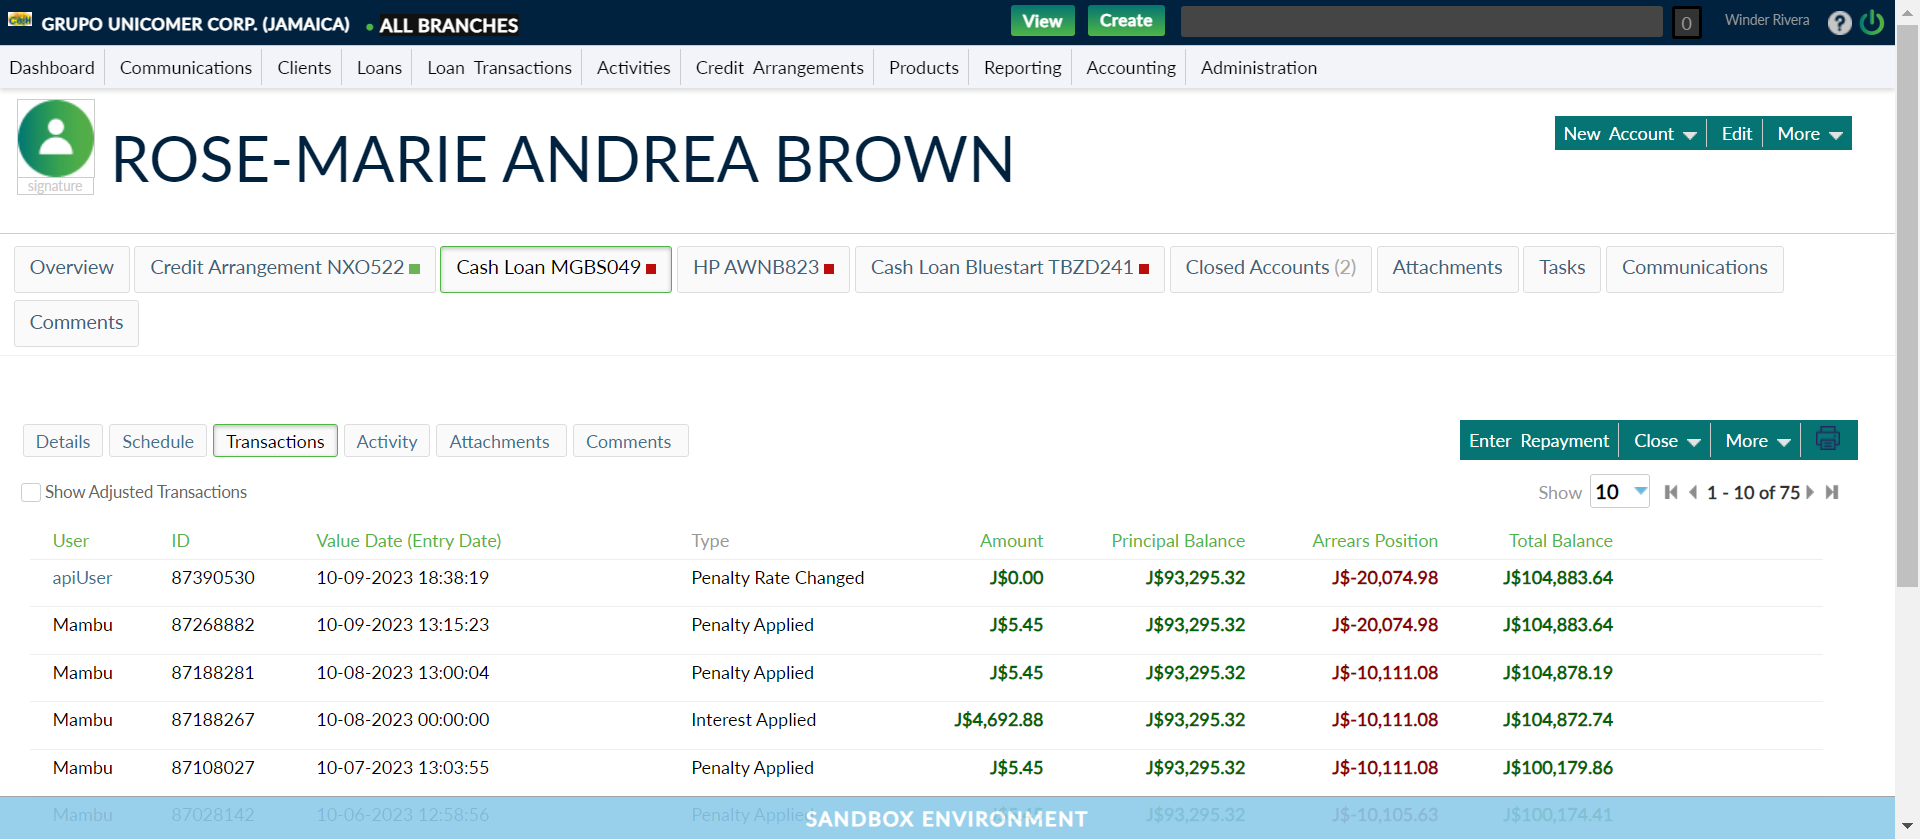 Cash GRUPO UNICOMER CORP. (JAMAICA) ALL BRANCHES View Create 0 Winder Rivera ?
Dashboard Communications Clients Loans Loan Transactions Activities Credit Arrangements Products Reporting Accounting Administration
signature
ROSE-MARIE ANDREA BROWN
New Account Edit More
Overview Credit Arrangement NXO522 Cash Loan MGBS049 HP AWNB823 Cash Loan Bluestart TBZD241 Closed Accounts (2) Attachments Tasks Communications
Comments
Details Schedule Transactions Activity Attachments Comments Enter Repayment Close More
Show Adjusted Transactions Show 10 1 - 10 of 75
User ID Value Date (Entry Date) Type Amount Principal Balance Arrears Position Total Balance
apiUser 87390530 10-09-2023 18:38:19 Penalty Rate Changed J$0.00 J$93,295.32 J$-20,074.98 J$104,883.64
Mambu 87268882 10-09-2023 13:15:23 Penalty Applied J$5.45 J$93,295.32 J$-20,074.98 J$104,883.64
Mambu 87188281 10-08-2023 13:00:04 Penalty Applied J$5.45 J$93,295.32 J$-10,111.08 J$104,878.19
Mambu 87188267 10-08-2023 00:00:00 Interest Applied J$4,692.88 J$93,295.32 J$-10,111.08 J$104,872.74
Mambu 87108027 10-07-2023 13:03:55 Penalty Applied J$5.45 J$93,295.32 J$-10,111.08 J$100,179.86
Mambu 87028142 10-06-2023 12:58:56 Penalty Applied J$5.45 J$93,295.32 J$-10,105.63 J$100,174.41
SANDBOX ENVIRONMENT